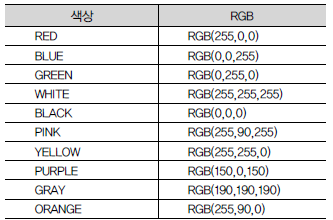 색상 RGB
RED RGB(255,0,0)
BLUE RGB(0,0,255)
GREEN RGB(0,255,0)
WHITE RGB(255,255,255)
BLACK RGB(0,0,0)
PINK RGB(255,90,255)
YELLOW RGB(255,255,0)
PURPLE RGB(150,0,150)
GRAY RGB(190,190,190)
ORANGE RGB(255,90,0)